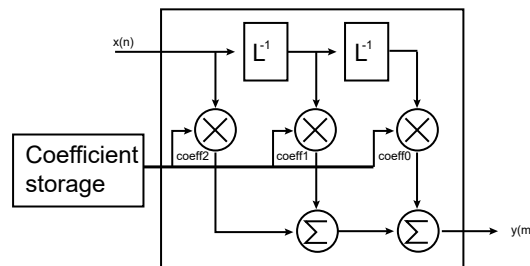 x(n)
L-1
L-1
Coefficient
storage
coeff2
coeff1
coeff0
Σ
Σ
y(m